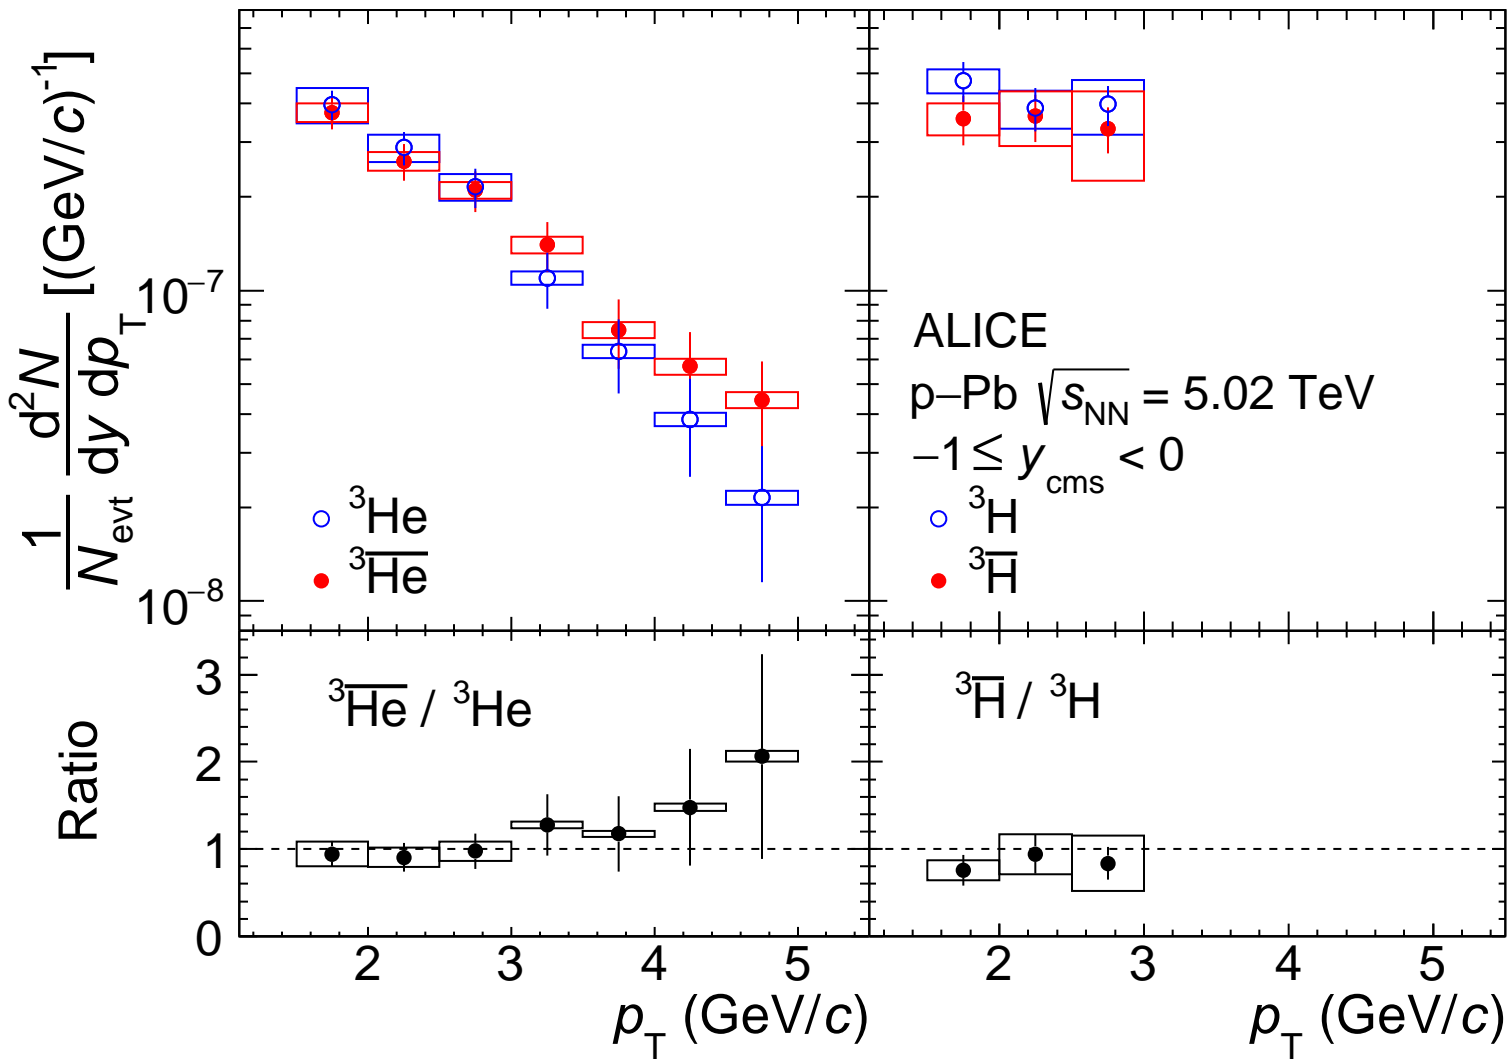 1/N_evt d²N/dy dp_T [(GeV/c)⁻¹]
10⁻⁷
10⁻⁸
³He
³H̅e̅
ALICE
p–Pb √s_NN = 5.02 TeV
–1 ≤ y_cms < 0
³H
³H̅
Ratio
3
2
1
0
³H̅e̅ / ³He
³H̅ / ³H
2 3 4 5
2 3 4 5
p_T (GeV/c)
p_T (GeV/c)